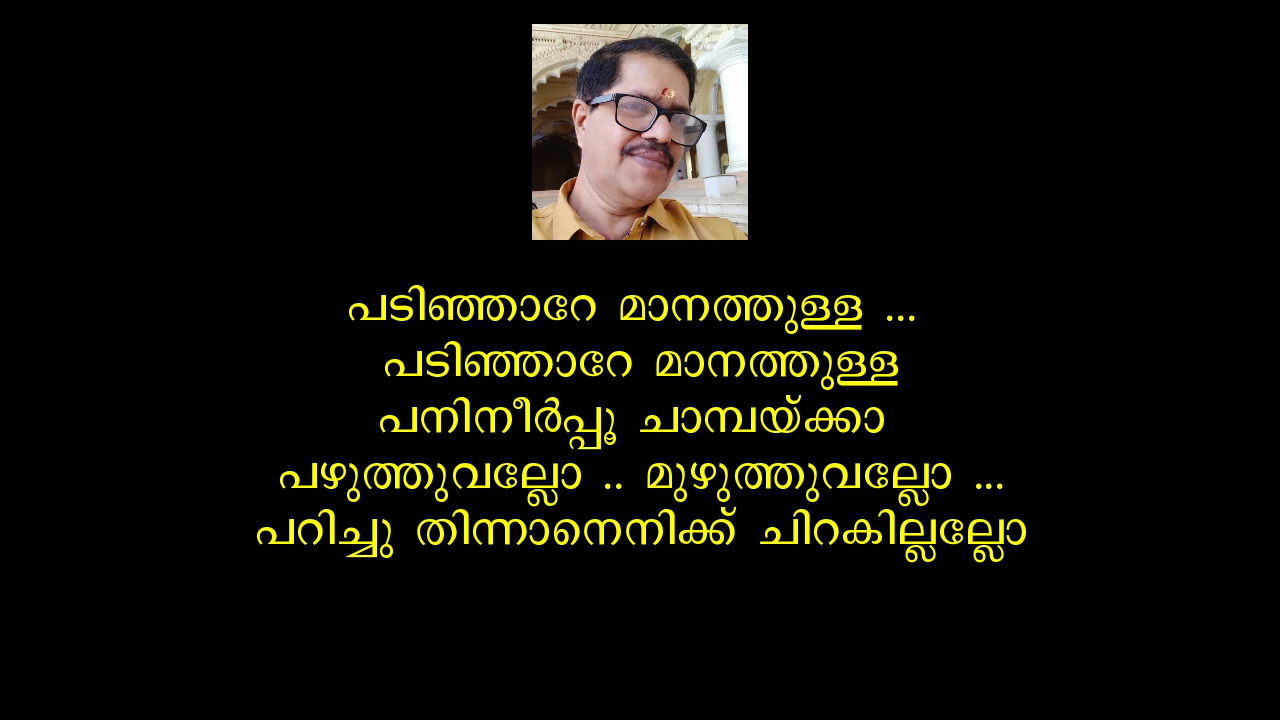 പടിഞ്ഞാറേ മാനത്തുള്ള ...
പടിഞ്ഞാറേ മാനത്തുള്ള
പനിനീർപ്പൂ ചാമ്പയ്ക്കാ
പഴുത്തുവല്ലോ .. മുഴുത്തുവല്ലോ ...
പറിച്ചു തിന്നാനെനിക്ക് ചിറകില്ലല്ലോ